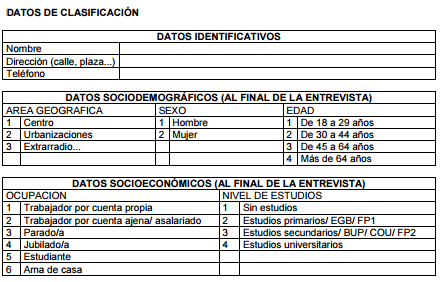 DATOS DE CLASIFICACIÓN
DATOS IDENTIFICATIVOS
Nombre
Dirección (calle, plaza...)
Teléfono
DATOS SOCIODEMOGRÁFICOS (AL FINAL DE LA ENTREVISTA)
AREA GEOGRAFICA SEXO EDAD
1 Centro 1 Hombre 1 De 18 a 29 años
2 Urbanizaciones 2 Mujer 2 De 30 a 44 años
3 Extrarradio... 3 De 45 a 64 años
4 Más de 64 años
DATOS SOCIOECONÓMICOS (AL FINAL DE LA ENTREVISTA)
OCUPACION NIVEL DE ESTUDIOS
1 Trabajador por cuenta propia 1 Sin estudios
2 Trabajador por cuenta ajena/ asalariado 2 Estudios primarios/ EGB/ FP1
3 Parado/a 3 Estudios secundarios/ BUP/ COU/ FP2
4 Jubilado/a 4 Estudios universitarios
5 Estudiante
6 Ama de casa